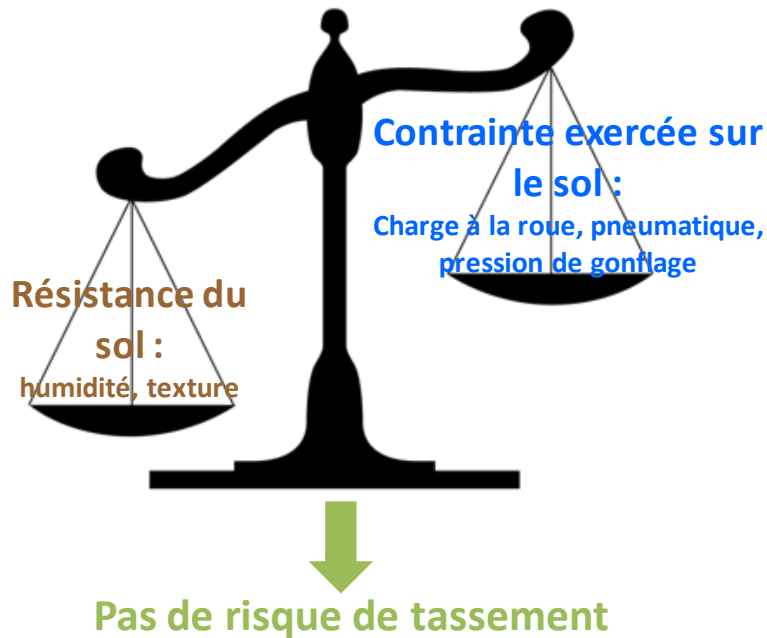 Contrainte exercée sur
le sol :
Charge à la roue, pneumatique,
pression de gonflage
Résistance du
sol :
humidité, texture
Pas de risque de tassement